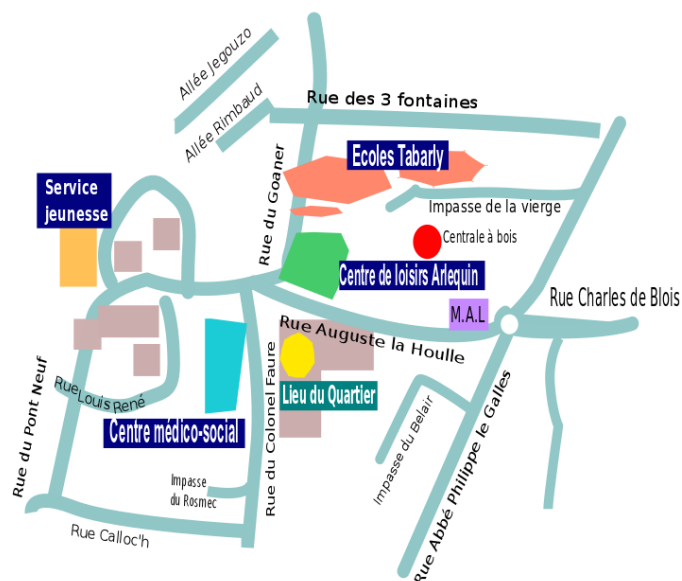 Allée Jegouzo
Allée Rimbaud
Rue des 3 fontaines
Ecoles Tabarly
Service
jeunesse
Rue du Goaner
Impasse de la vierge
Centrale à bois
Centre de loisirs Arlequin
Rue Charles de Blois
M.A.L
Rue Auguste la Houlle
Rue du Pont Neuf
Rue Louis René
Centre médico-social
Rue du Colonel Faure
Lieu du Quartier
Impasse du Belair
Rue Abbé Philippe le Galles
Impasse
du Rosmec
Rue Calloc'h